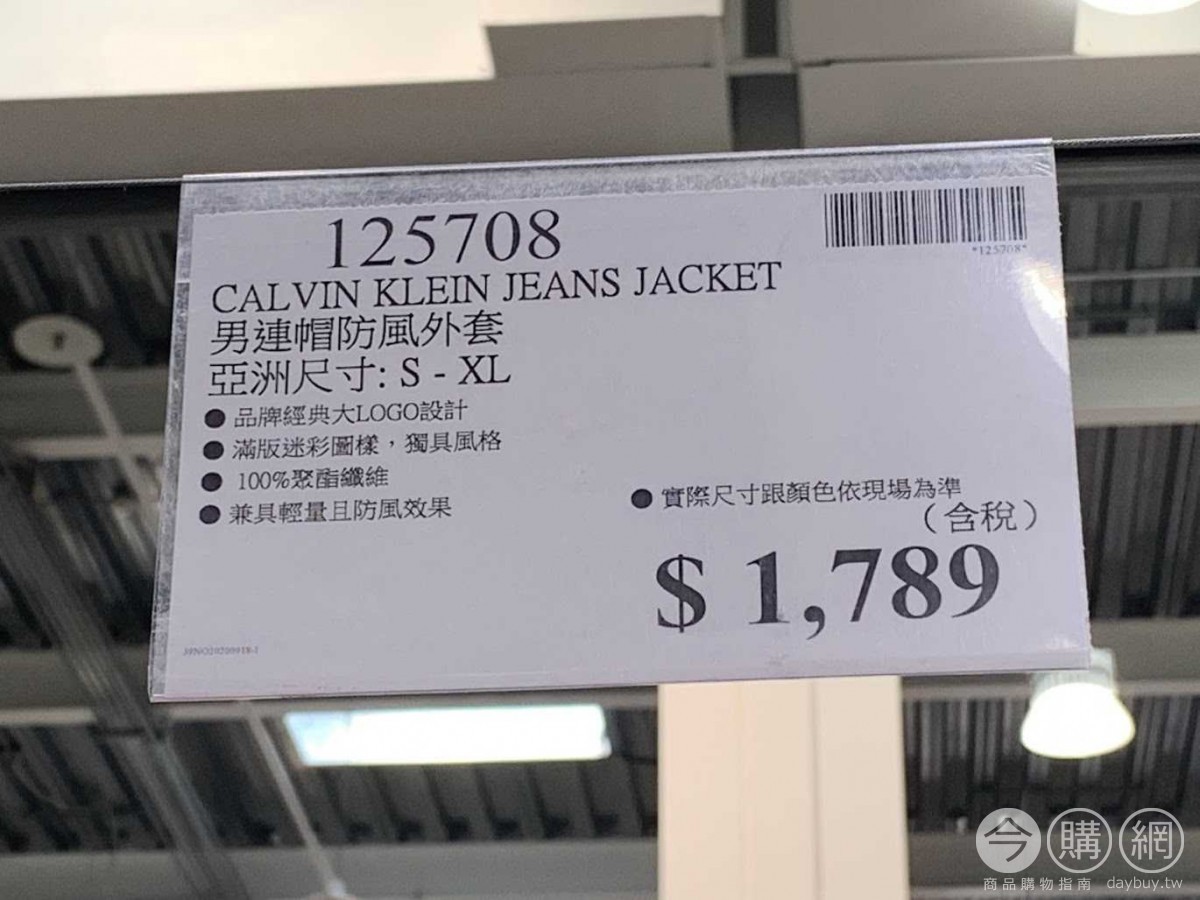 125708
*125708*
CALVIN KLEIN JEANS JACKET
男連帽防風外套
亞洲尺寸: S - XL
● 品牌經典大LOGO設計
● 滿版迷彩圖樣，獨具風格
● 100%聚酯纖維
● 兼具輕量且防風效果
● 實際尺寸跟顏色依現場為準
（含稅）
$ 1,789
今購網
商品購物指南 daybuy.tw